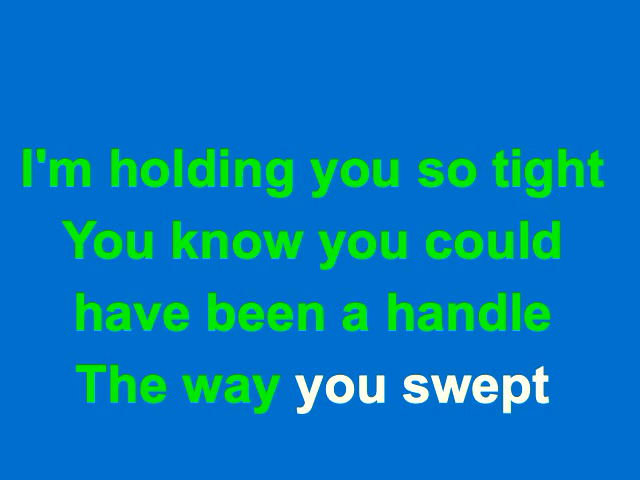 I'm holding you so tight
You know you could
have been a handle
The way you swept